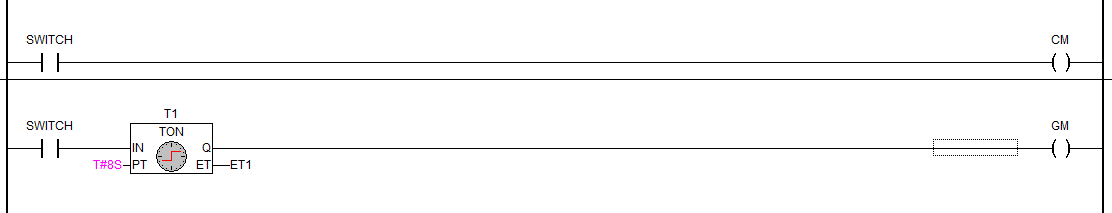 SWITCH CM
T1
SWITCH TON GM
IN Q
T#8S PT ET ET1